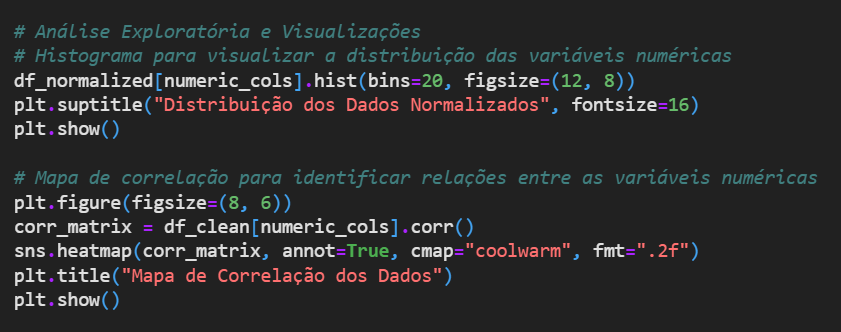 # Análise Exploratória e Visualizações
# Histograma para visualizar a distribuição das variáveis numéricas
df_normalized[numeric_cols].hist(bins=20, figsize=(12, 8))
plt.suptitle("Distribuição dos Dados Normalizados", fontsize=16)
plt.show()

# Mapa de correlação para identificar relações entre as variáveis numéricas
plt.figure(figsize=(8, 6))
corr_matrix = df_clean[numeric_cols].corr()
sns.heatmap(corr_matrix, annot=True, cmap="coolwarm", fmt=".2f")
plt.title("Mapa de Correlação dos Dados")
plt.show()